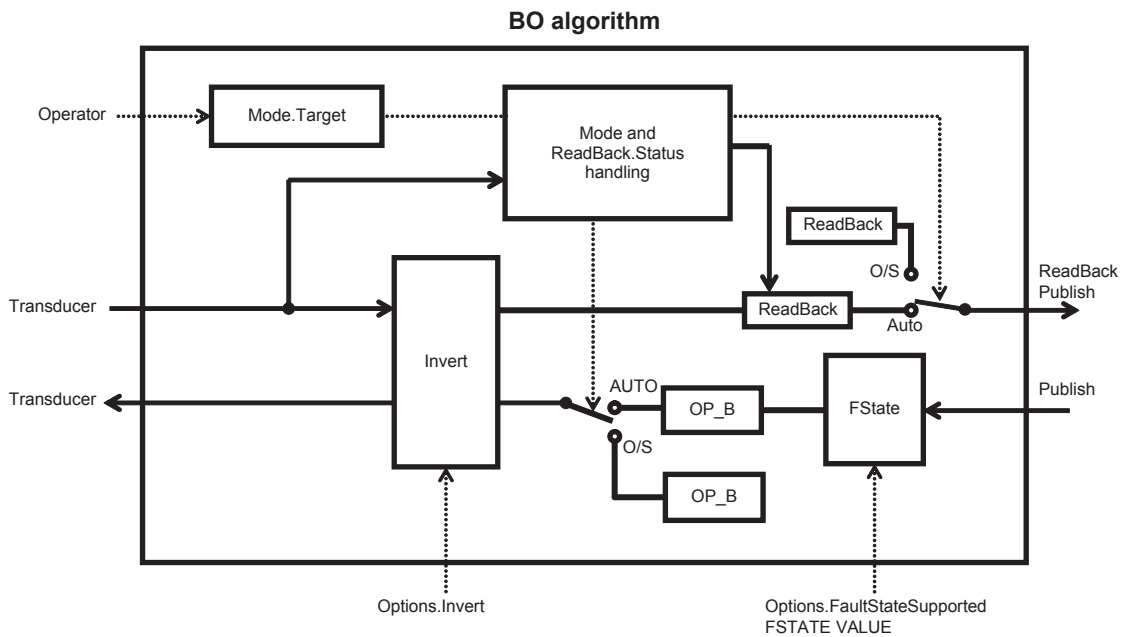 BO algorithm
Operator
Mode.Target
Mode and
ReadBack.Status
handling
ReadBack
O/S
ReadBack
Publish
Transducer
ReadBack
Auto
Invert
Transducer
AUTO
OP_B
FState
Publish
O/S
OP_B
Options.Invert
Options.FaultStateSupported
FSTATE VALUE